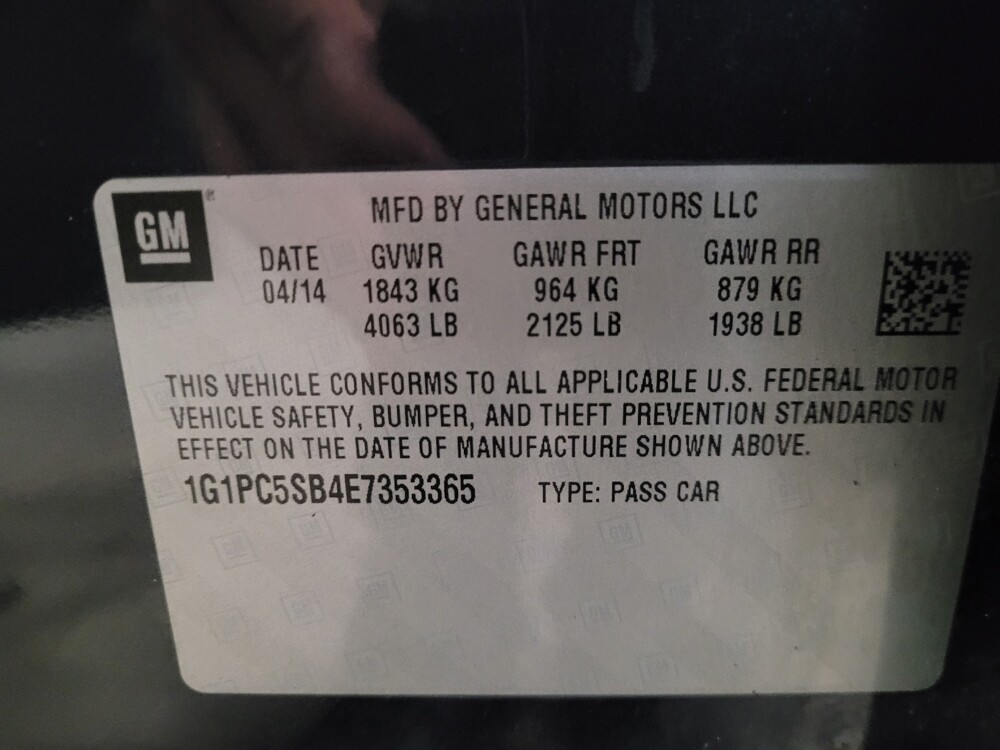 GM®
MFD BY GENERAL MOTORS LLC
DATE GVWR GAWR FRT GAWR RR
04/14 1843 KG 964 KG 879 KG
4063 LB 2125 LB 1938 LB
THIS VEHICLE CONFORMS TO ALL APPLICABLE U.S. FEDERAL MOTOR
VEHICLE SAFETY, BUMPER, AND THEFT PREVENTION STANDARDS IN
EFFECT ON THE DATE OF MANUFACTURE SHOWN ABOVE.
1G1PC5SB4E7353365 TYPE: PASS CAR